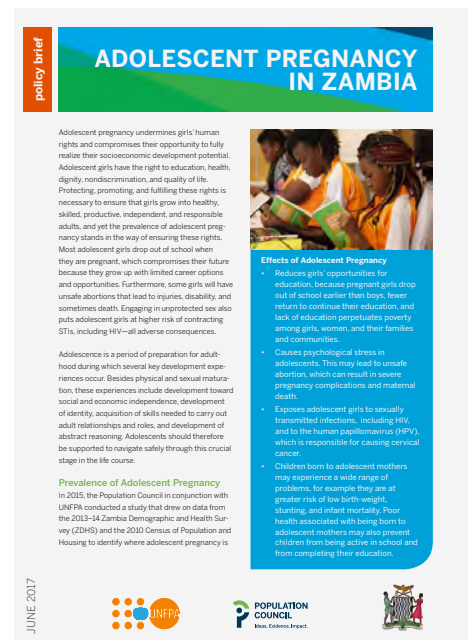 policy brief
ADOLESCENT PREGNANCY
IN ZAMBIA
Adolescent pregnancy undermines girls' human
rights and compromises their opportunity to fully
realize their socioeconomic development potential.
Adolescent girls have the right to education, health,
dignity, nondiscrimination, and quality of life.
Protecting, promoting, and fulfilling these rights is
necessary to ensure that girls grow into healthy,
skilled, productive, independent, and responsible
adults, and yet the prevalence of adolescent preg-
nancy stands in the way of ensuring these rights.
Most adolescent girls drop out of school when
they are pregnant, which compromises their future
because they grow up with limited career options
and opportunities. Furthermore, some girls will have
unsafe abortions that lead to injuries, disability, and
sometimes death. Engaging in unprotected sex also
puts adolescent girls at higher risk of contracting
STIs, including HIV—all adverse consequences.
Adolescence is a period of preparation for adult-
hood during which several key development expe-
riences occur. Besides physical and sexual matura-
tion, these experiences include development toward
social and economic independence, development
of identity, acquisition of skills needed to carry out
adult relationships and roles, and development of
abstract reasoning. Adolescents should therefore
be supported to navigate safely through this crucial
stage in the life course.
Prevalence of Adolescent Pregnancy
In 2015, the Population Council in conjunction with
UNFPA conducted a study that drew on data from
the 2013–14 Zambia Demographic and Health Sur-
vey (ZDHS) and the 2010 Census of Population and
Housing to identify where adolescent pregnancy is
Effects of Adolescent Pregnancy
• Reduces girls' opportunities for
education, because pregnant girls drop
out of school earlier than boys, fewer
return to continue their education, and
lack of education perpetuates poverty
among girls, women, and their families
and communities.
• Causes psychological stress in
adolescents. This may lead to unsafe
abortion, which can result in severe
pregnancy complications and maternal
death.
• Exposes adolescent girls to sexually
transmitted infections, including HIV,
and to the human papillomavirus (HPV),
which is responsible for causing cervical
cancer.
• Children born to adolescent mothers
may experience a wide range of
problems, for example they are at
greater risk of low birth-weight,
stunting, and infant mortality. Poor
health associated with being born to
adolescent mothers may also prevent
children from being active in school and
from completing their education.
JUNE 2017
UNFPA
POPULATION
COUNCIL
Ideas. Evidence. Impact.